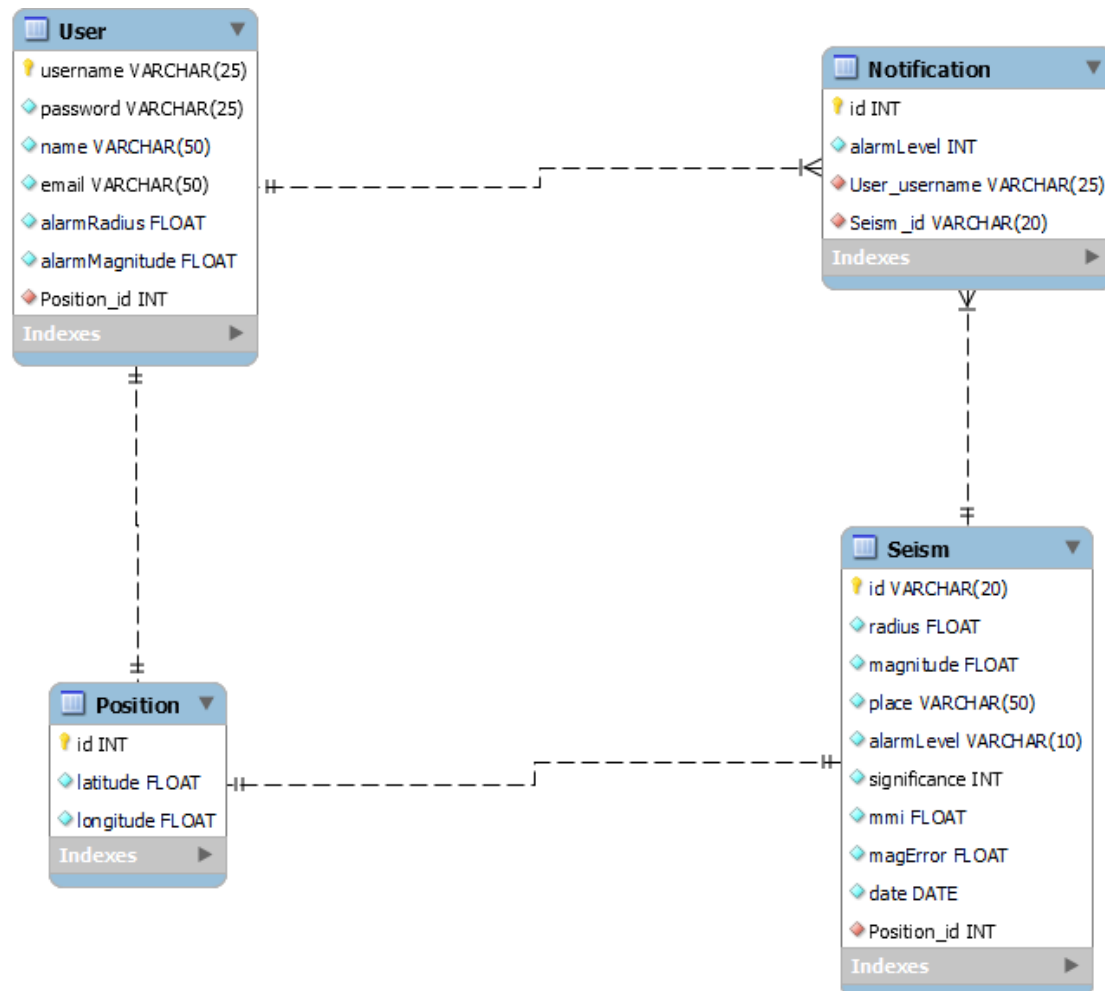 User
username VARCHAR(25)
password VARCHAR(25)
name VARCHAR(50)
email VARCHAR(50)
alarmRadius FLOAT
alarmMagnitude FLOAT
Position_id INT
Indexes
Notification
id INT
alarmLevel INT
User_username VARCHAR(25)
Seism_id VARCHAR(20)
Indexes
Position
id INT
latitude FLOAT
longitude FLOAT
Indexes
Seism
id VARCHAR(20)
radius FLOAT
magnitude FLOAT
place VARCHAR(50)
alarmLevel VARCHAR(10)
significance INT
mmi FLOAT
magError FLOAT
date DATE
Position_id INT
Indexes